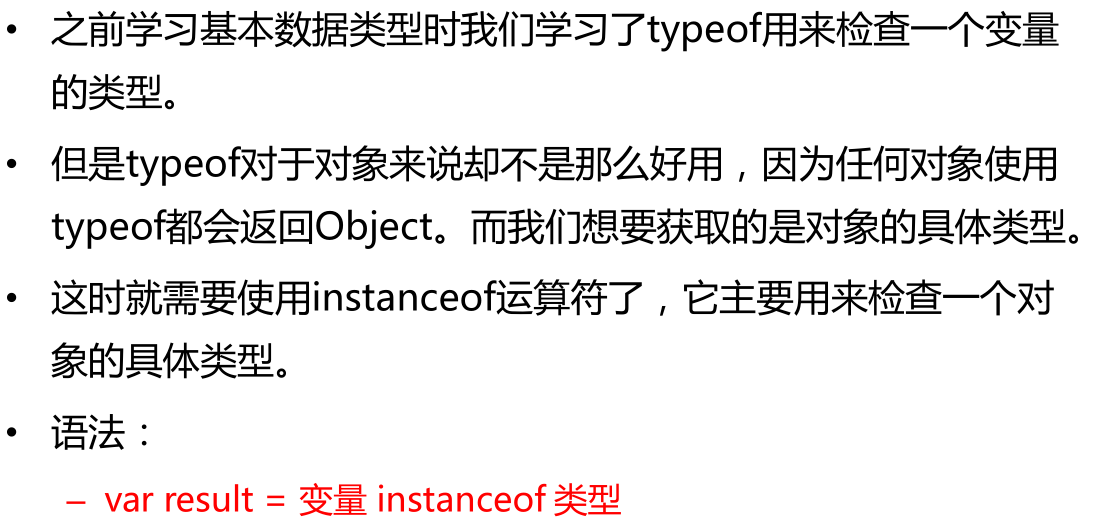 • 之前学习基本数据类型时我们学习了typeof用来检查一个变量
的类型。
• 但是typeof对于对象来说却不是那么好用，因为任何对象使用
typeof都会返回Object。而我们想要获取的是对象的具体类型。
• 这时就需要使用instanceof运算符了，它主要用来检查一个对
象的具体类型。
• 语法：
– var result = 变量 instanceof 类型